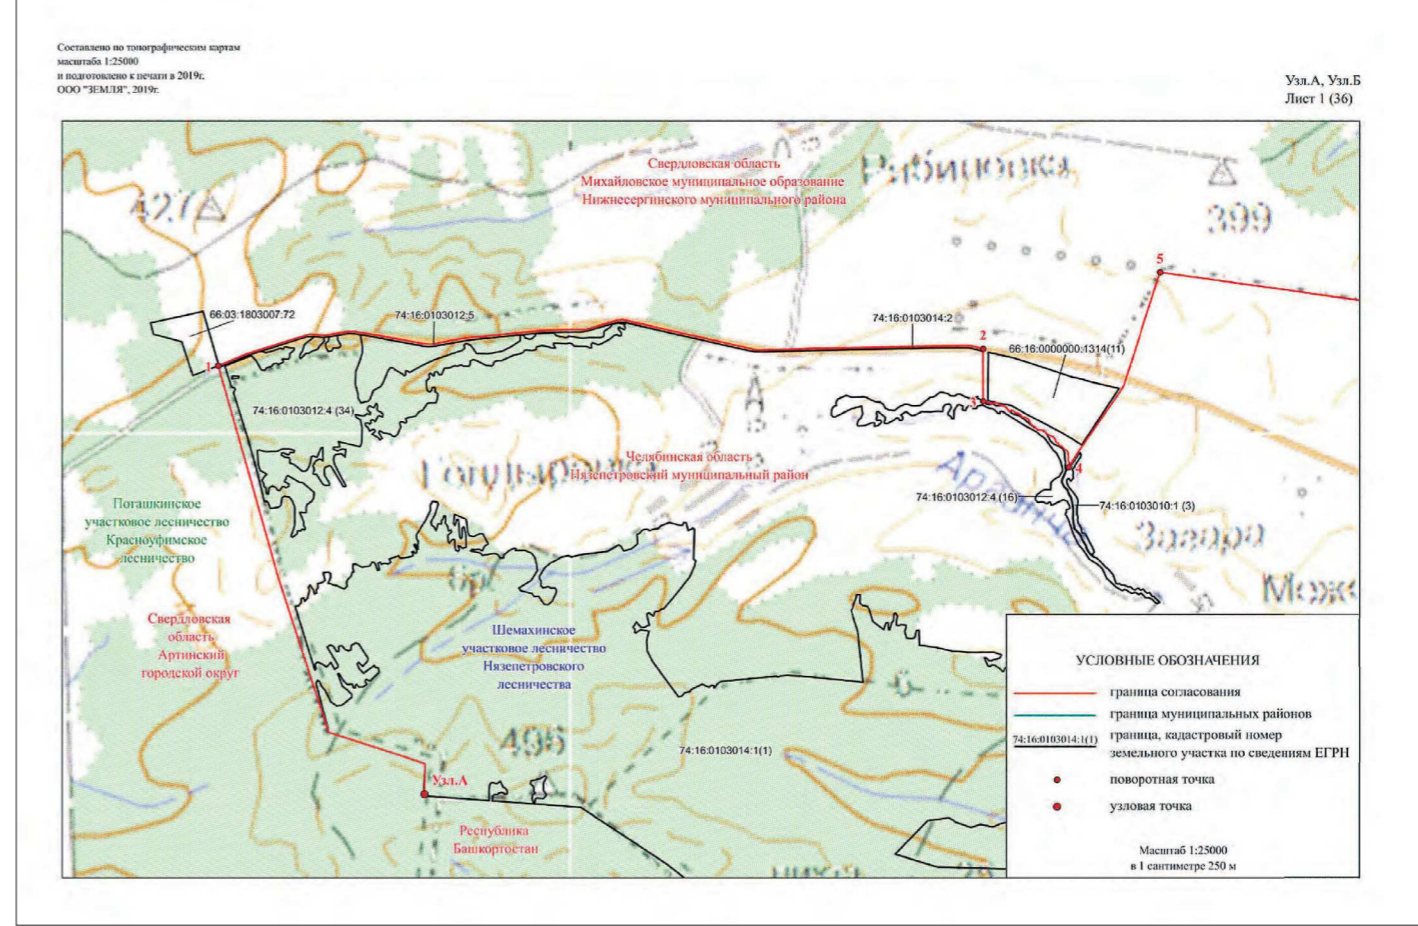 Составлено по топографическим картам
масштаба 1:25000
и подготовлено к печати в 2019г.
ООО "ЗЕМЛЯ", 2019г.
Узл.А, Узл.Б
Лист 1 (36)
Свердловская область
Михайловское муниципальное образование
Нижнесергинского муниципального района
Рябиновка
427
399
5
66:03:1803007:72
74:16:0103012:5
74:16:0103014:2
2
66:16:0000000:1314(11)
1
3
74:16:0103012:4 (34)
Челябинская область
Нязепетровский муниципальный район
4
74:16:0103012:4 (16)
74:16:0103010:1 (3)
Поташкинское
участковое лесничество
Красноуфимское
лесничество
Свердловская
область
Артинский
городской округ
Шемахинское
участковое лесничество
Нязепетровского
лесничества
496
74:16:0103014:1(1)
Узл.А
Республика
Башкортостан
УСЛОВНЫЕ ОБОЗНАЧЕНИЯ
граница согласования
граница муниципальных районов
74:16:0103014:1(1) граница, кадастровый номер
земельного участка по сведениям ЕГРН
поворотная точка
узловая точка
Масштаб 1:25000
в 1 сантиметре 250 м